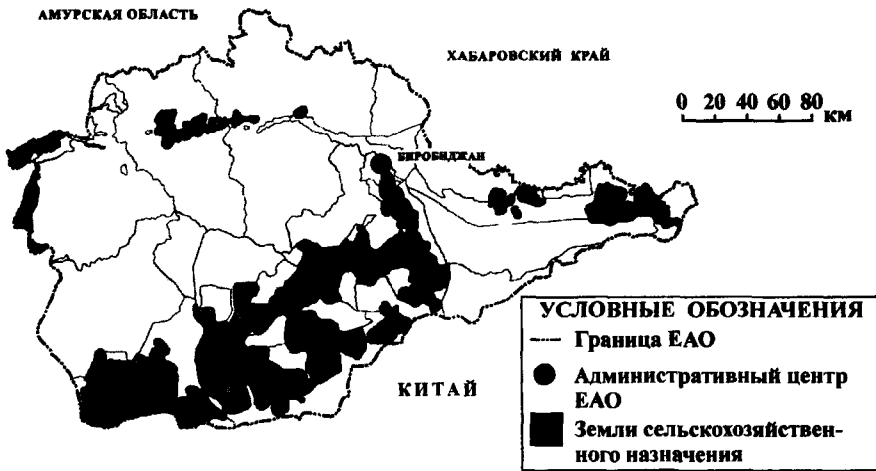 АМУРСКАЯ ОБЛАСТЬ
ХАБАРОВСКИЙ КРАЙ
0 20 40 60 80
КМ
БИРОБИДЖАН
КИТАЙ
УСЛОВНЫЕ ОБОЗНАЧЕНИЯ
Граница ЕАО
Административный центр
ЕАО
Земли сельскохозяйствен-
ного назначения